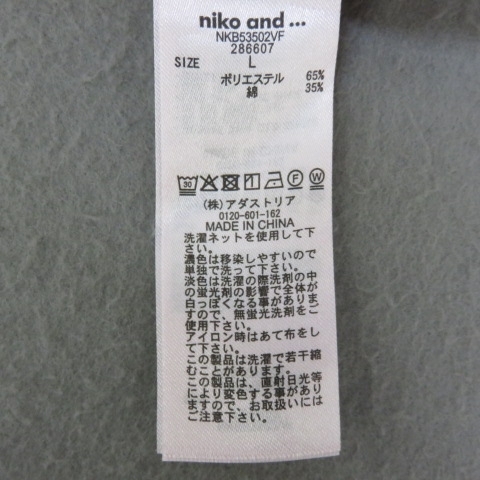 niko and ...
NKB53502VF
286607
SIZE L
ポリエステル 65%
綿 35%
30 F W
(株)アダストリア
0120-601-162
MADE IN CHINA
洗濯ネットを使用して下
さい。
濃色は移染しやすいので
単独で洗って下さい。
淡色は洗濯の際洗剤の中
の蛍光剤の影響で全体が
白っぽくなる事がありま
すので、無蛍光洗剤をご
使用下さい。
アイロン時はあて布をし
て下さい。
この製品は洗濯で若干縮
むことがあります。
この製品は、直射日光等
により変色する事があり
ますので、お取扱いには
ご注意下さい。